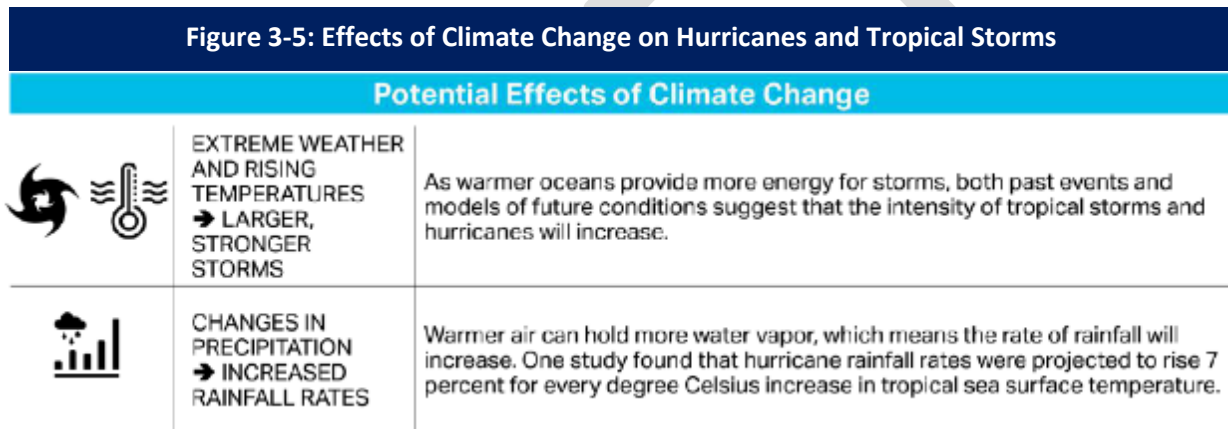 Figure 3-5: Effects of Climate Change on Hurricanes and Tropical Storms
Potential Effects of Climate Change
EXTREME WEATHER
AND RISING
TEMPERATURES
➔ LARGER,
STRONGER
STORMS
As warmer oceans provide more energy for storms, both past events and
models of future conditions suggest that the intensity of tropical storms and
hurricanes will increase.
CHANGES IN
PRECIPITATION
➔ INCREASED
RAINFALL RATES
Warmer air can hold more water vapor, which means the rate of rainfall will
increase. One study found that hurricane rainfall rates were projected to rise 7
percent for every degree Celsius increase in tropical sea surface temperature.